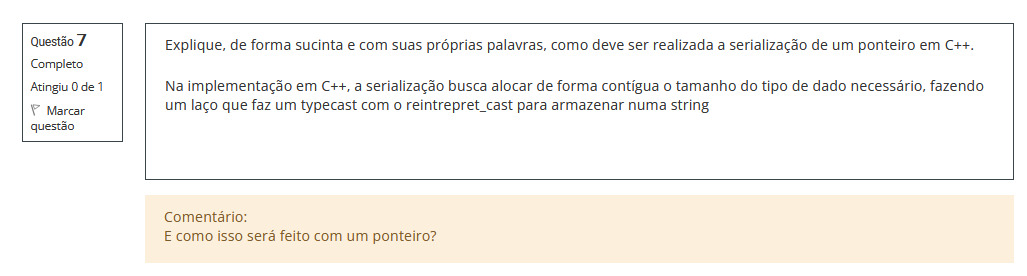 Questão 7
Completo
Atingiu 0 de 1
Marcar
questão
Explique, de forma sucinta e com suas próprias palavras, como deve ser realizada a serialização de um ponteiro em C++.
Na implementação em C++, a serialização busca alocar de forma contígua o tamanho do tipo de dado necessário, fazendo
um laço que faz um typecast com o reintrepret_cast para armazenar numa string
Comentário:
E como isso será feito com um ponteiro?